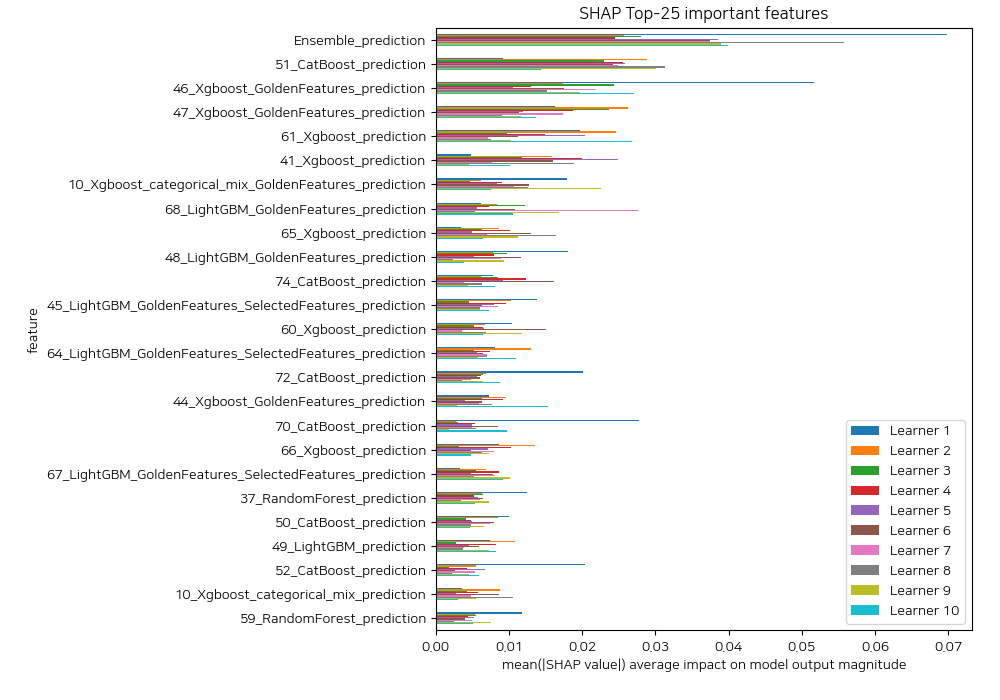 SHAP Top-25 important features
feature
Ensemble_prediction
51_CatBoost_prediction
46_Xgboost_GoldenFeatures_prediction
47_Xgboost_GoldenFeatures_prediction
61_Xgboost_prediction
41_Xgboost_prediction
10_Xgboost_categorical_mix_GoldenFeatures_prediction
68_LightGBM_GoldenFeatures_prediction
65_Xgboost_prediction
48_LightGBM_GoldenFeatures_prediction
74_CatBoost_prediction
45_LightGBM_GoldenFeatures_SelectedFeatures_prediction
60_Xgboost_prediction
64_LightGBM_GoldenFeatures_SelectedFeatures_prediction
72_CatBoost_prediction
44_Xgboost_GoldenFeatures_prediction
70_CatBoost_prediction
66_Xgboost_prediction
67_LightGBM_GoldenFeatures_SelectedFeatures_prediction
37_RandomForest_prediction
50_CatBoost_prediction
49_LightGBM_prediction
52_CatBoost_prediction
10_Xgboost_categorical_mix_prediction
59_RandomForest_prediction
Learner 1
Learner 2
Learner 3
Learner 4
Learner 5
Learner 6
Learner 7
Learner 8
Learner 9
Learner 10
0.00 0.01 0.02 0.03 0.04 0.05 0.06 0.07
mean(|SHAP value|) average impact on model output magnitude